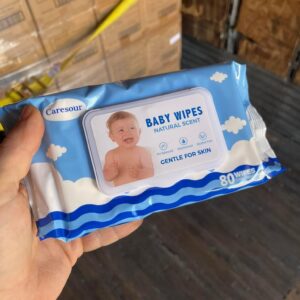 Caresour
BABY WIPES
NATURAL SCENT
GENTLE FOR SKIN
80 WIPES